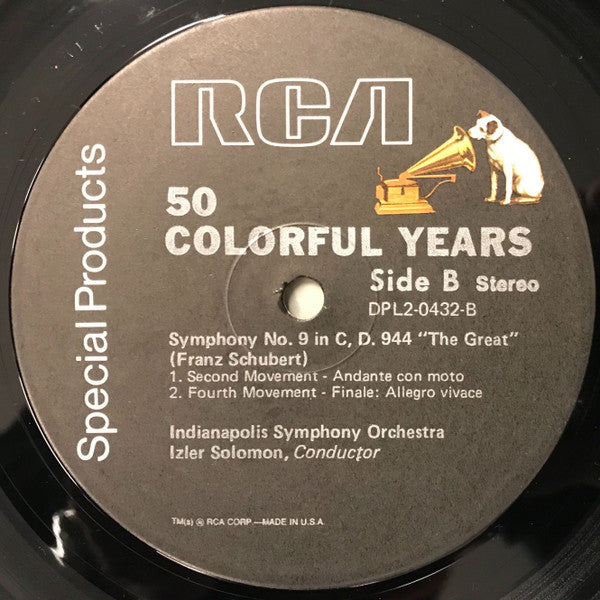 RCA
Special Products
50
COLORFUL YEARS
Side B Stereo
DPL2-0432-B
Symphony No. 9 in C, D. 944 "The Great"
(Franz Schubert)
1. Second Movement - Andante con moto
2. Fourth Movement - Finale: Allegro vivace
Indianapolis Symphony Orchestra
Izler Solomon, Conductor
TM(s) ® RCA CORP.—MADE IN U.S.A.